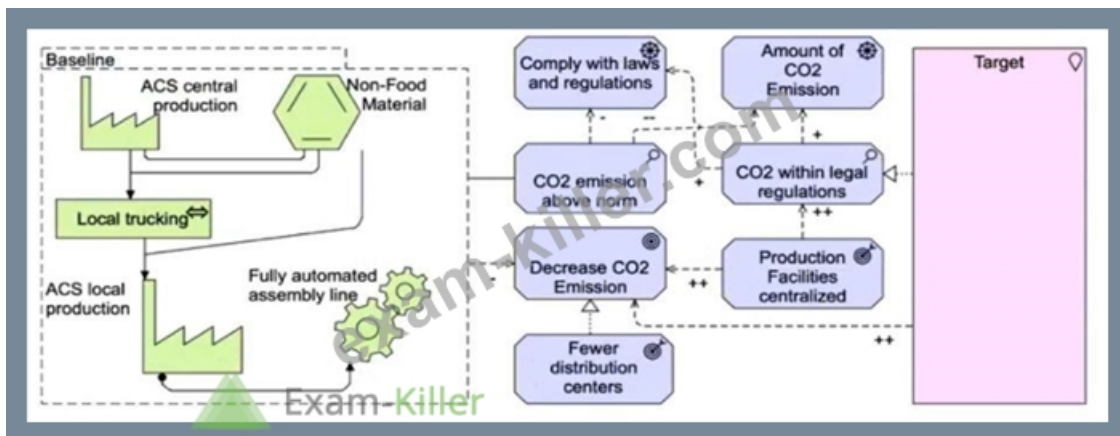 Baseline
ACS central
production
Non-Food
Material
Local trucking
ACS local
production
Fully automated
assembly line
Comply with laws
and regulations
Amount of
CO2
Emission
-
--
+
+
CO2 emission
above norm
CO2 within legal
regulations
++
Decrease CO2
Emission
-
++
Production
Facilities
centralized
++
Fewer
distribution
centers
Target
exam-killer.com
Exam-Killer